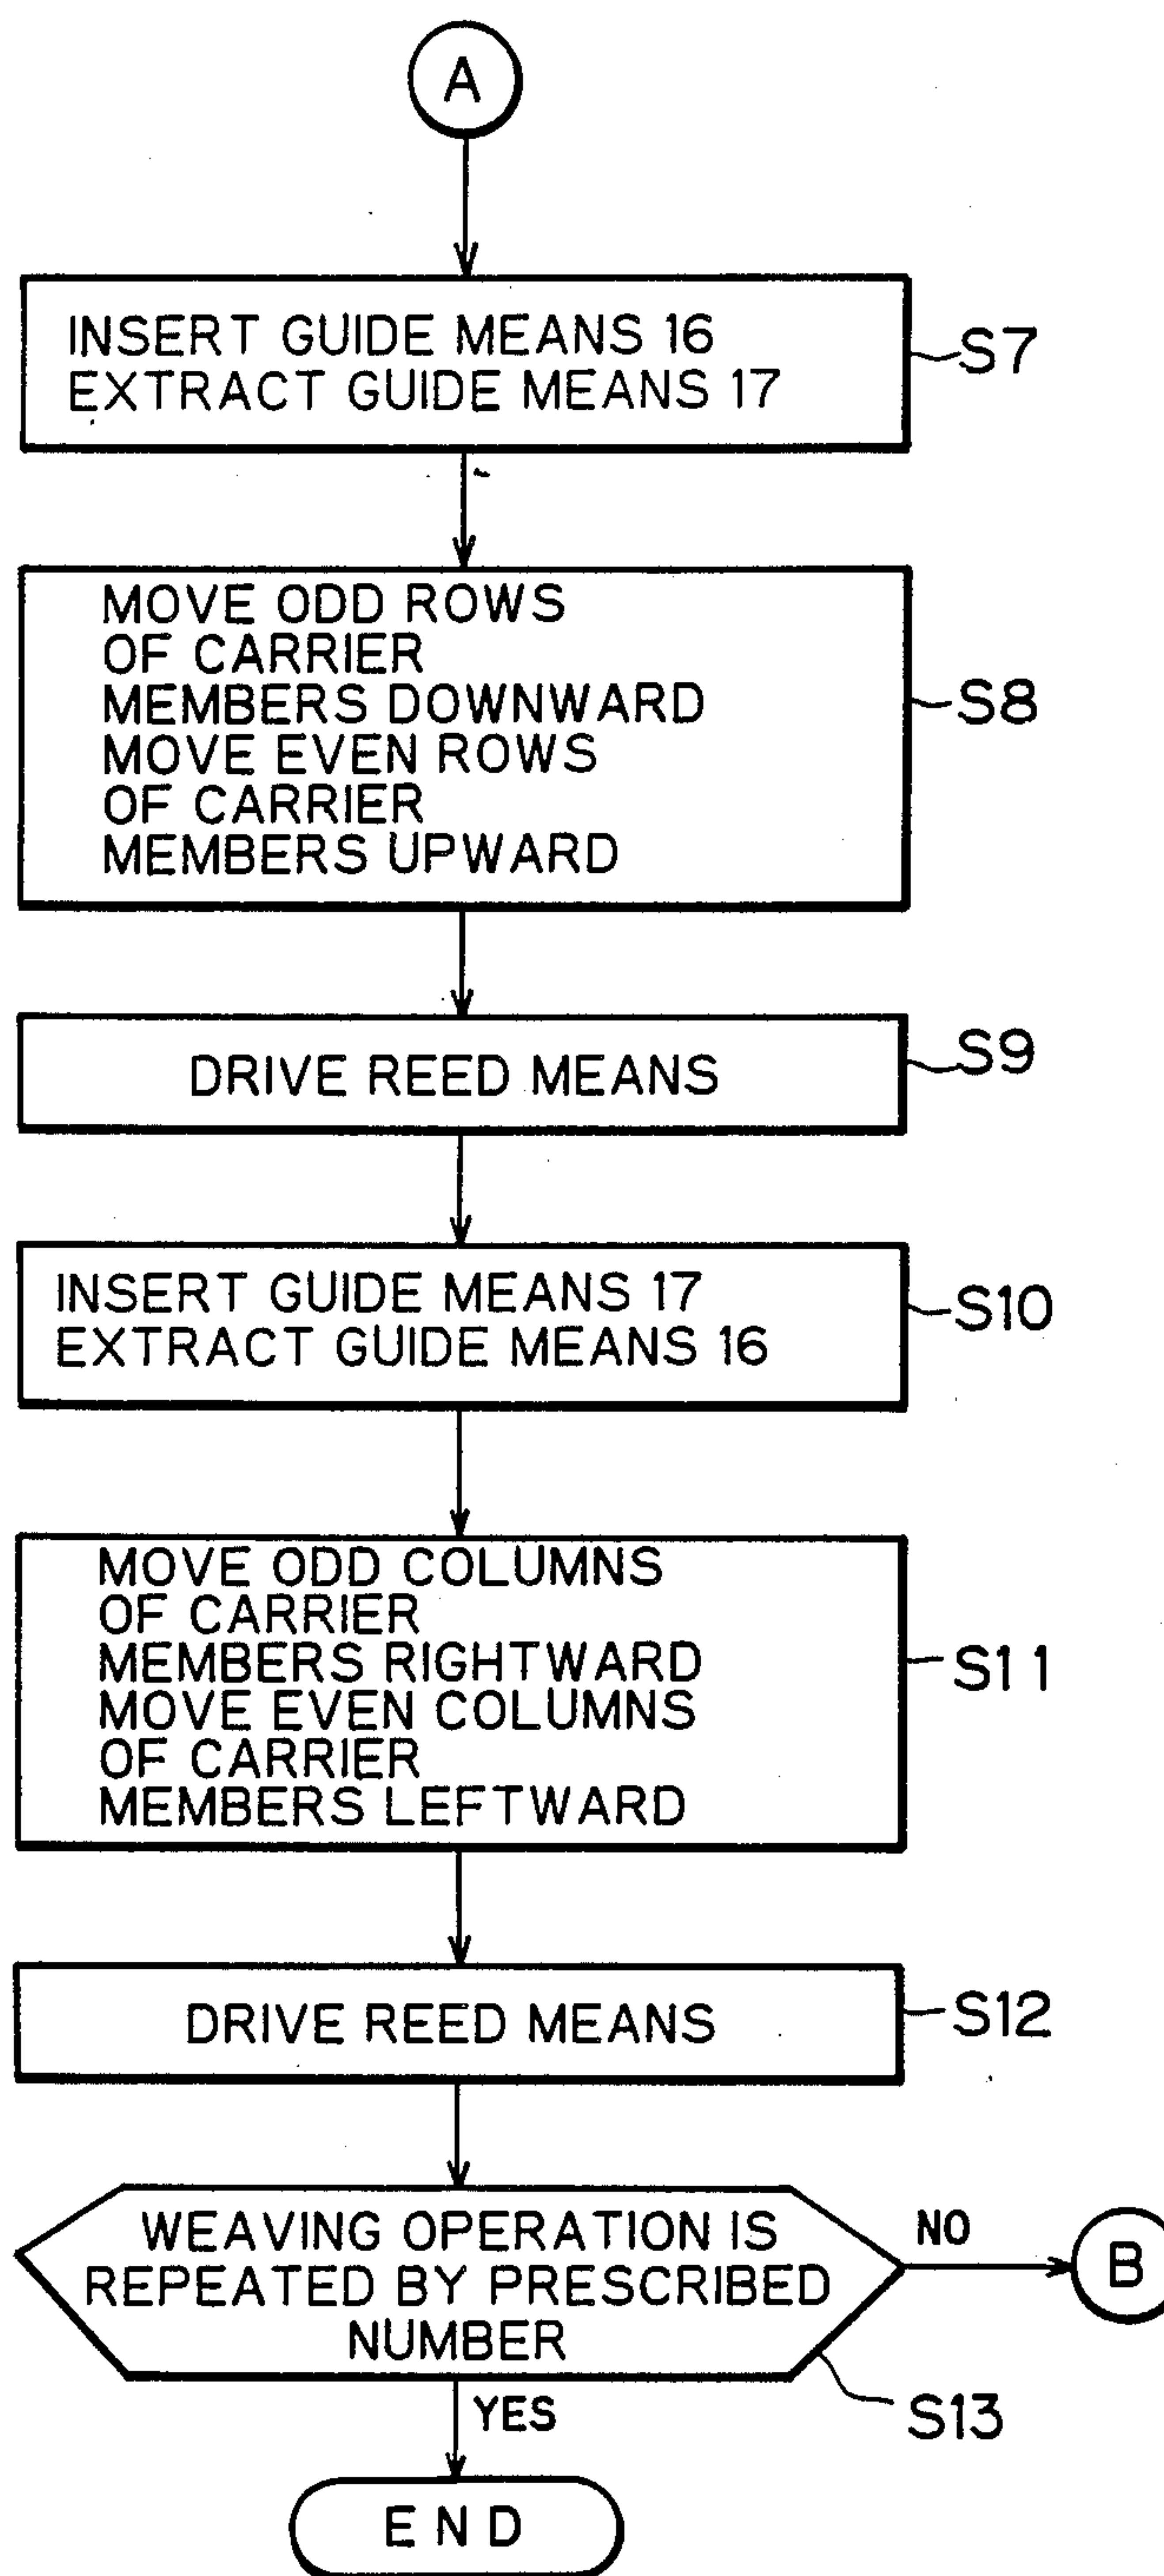 A
INSERT GUIDE MEANS 16
EXTRACT GUIDE MEANS 17
S7
MOVE ODD ROWS
OF CARRIER
MEMBERS DOWNWARD
MOVE EVEN ROWS
OF CARRIER
MEMBERS UPWARD
S8
DRIVE REED MEANS
S9
INSERT GUIDE MEANS 17
EXTRACT GUIDE MEANS 16
S10
MOVE ODD COLUMNS
OF CARRIER
MEMBERS RIGHTWARD
MOVE EVEN COLUMNS
OF CARRIER
MEMBERS LEFTWARD
S11
DRIVE REED MEANS
S12
WEAVING OPERATION IS
REPEATED BY PRESCRIBED
NUMBER
NO
B
S13
YES
END